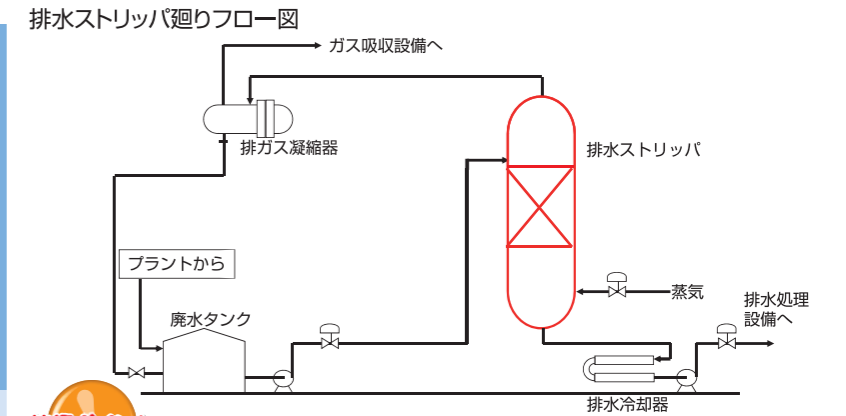 排水ストリッパ廻りフロー図
ガス吸収設備へ
排ガス凝縮器
排水ストリッパ
プラントから
廃水タンク
蒸気
排水処理
設備へ
排水冷却器